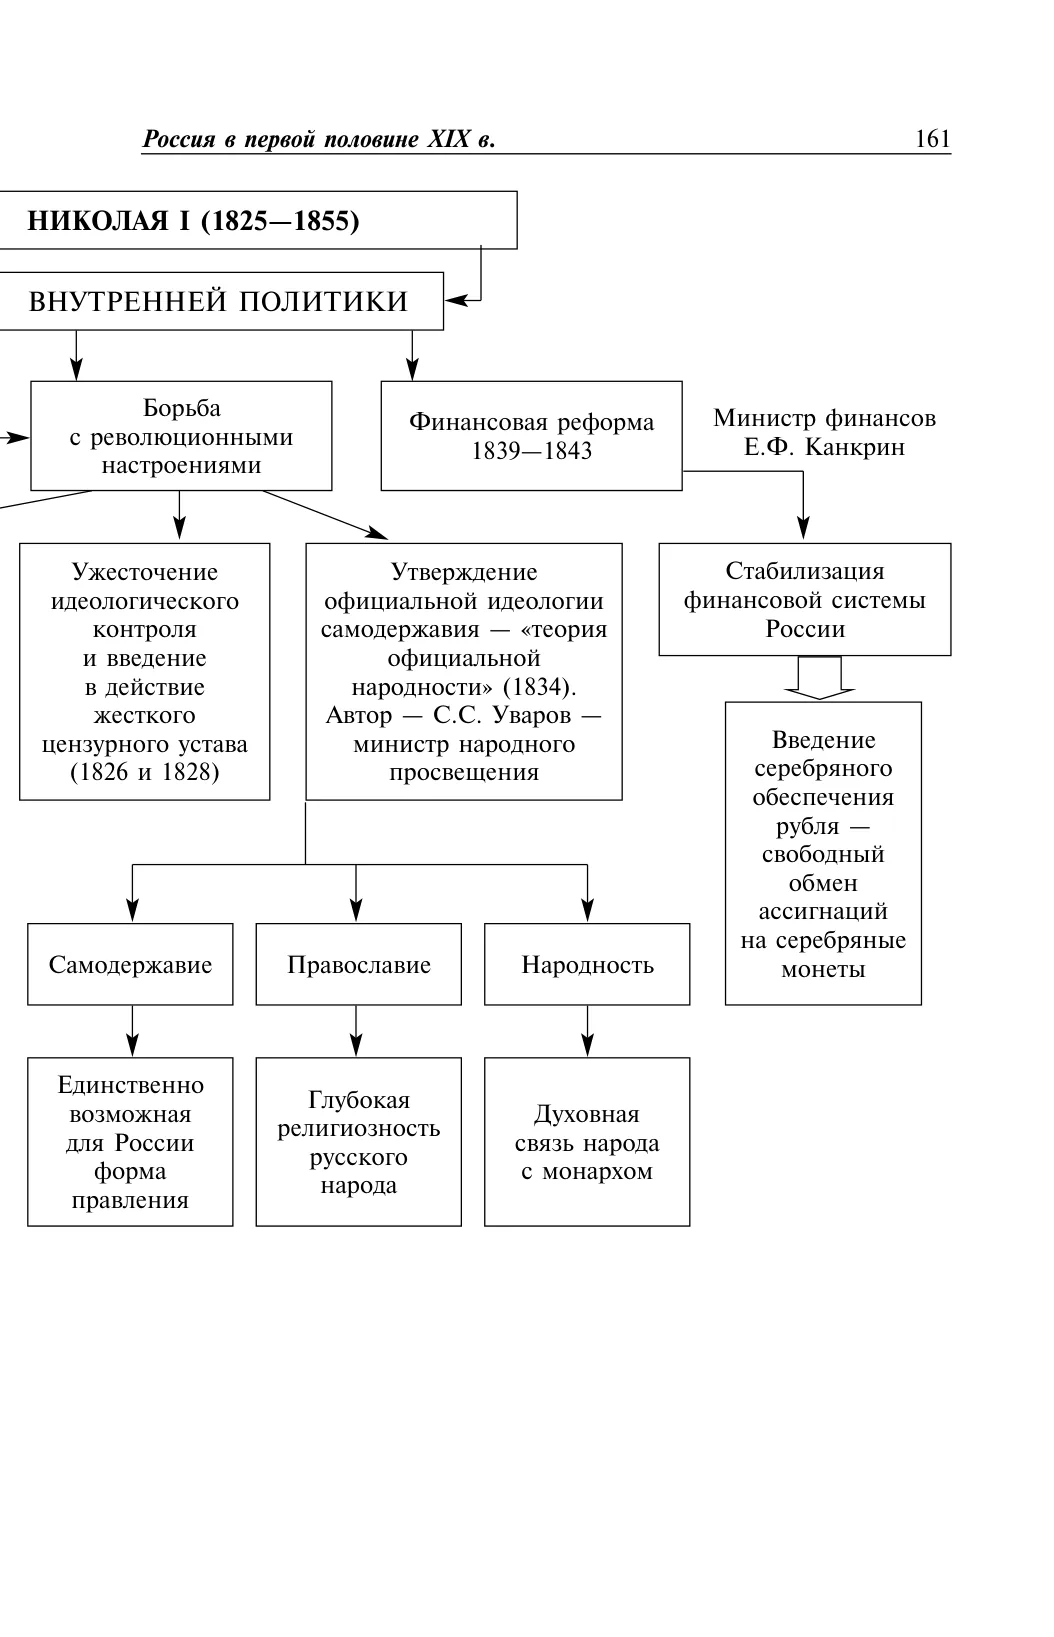 Россия в первой половине XIX в.
161
НИКОЛАЯ I (1825—1855)
ВНУТРЕННЕЙ ПОЛИТИКИ
Борьба
с революционными
настроениями
Финансовая реформа
1839—1843
Министр финансов
Е.Ф. Канкрин
Ужесточение
идеологического
контроля
и введение
в действие
жесткого
цензурного устава
(1826 и 1828)
Утверждение
официальной идеологии
самодержавия — «теория
официальной
народности» (1834).
Автор — С.С. Уваров —
министр народного
просвещения
Стабилизация
финансовой системы
России
Введение
серебряного
обеспечения
рубля —
свободный
обмен
ассигнаций
на серебряные
монеты
Самодержавие
Православие
Народность
Единственно
возможная
для России
форма
правления
Глубокая
религиозность
русского
народа
Духовная
связь народа
с монархом